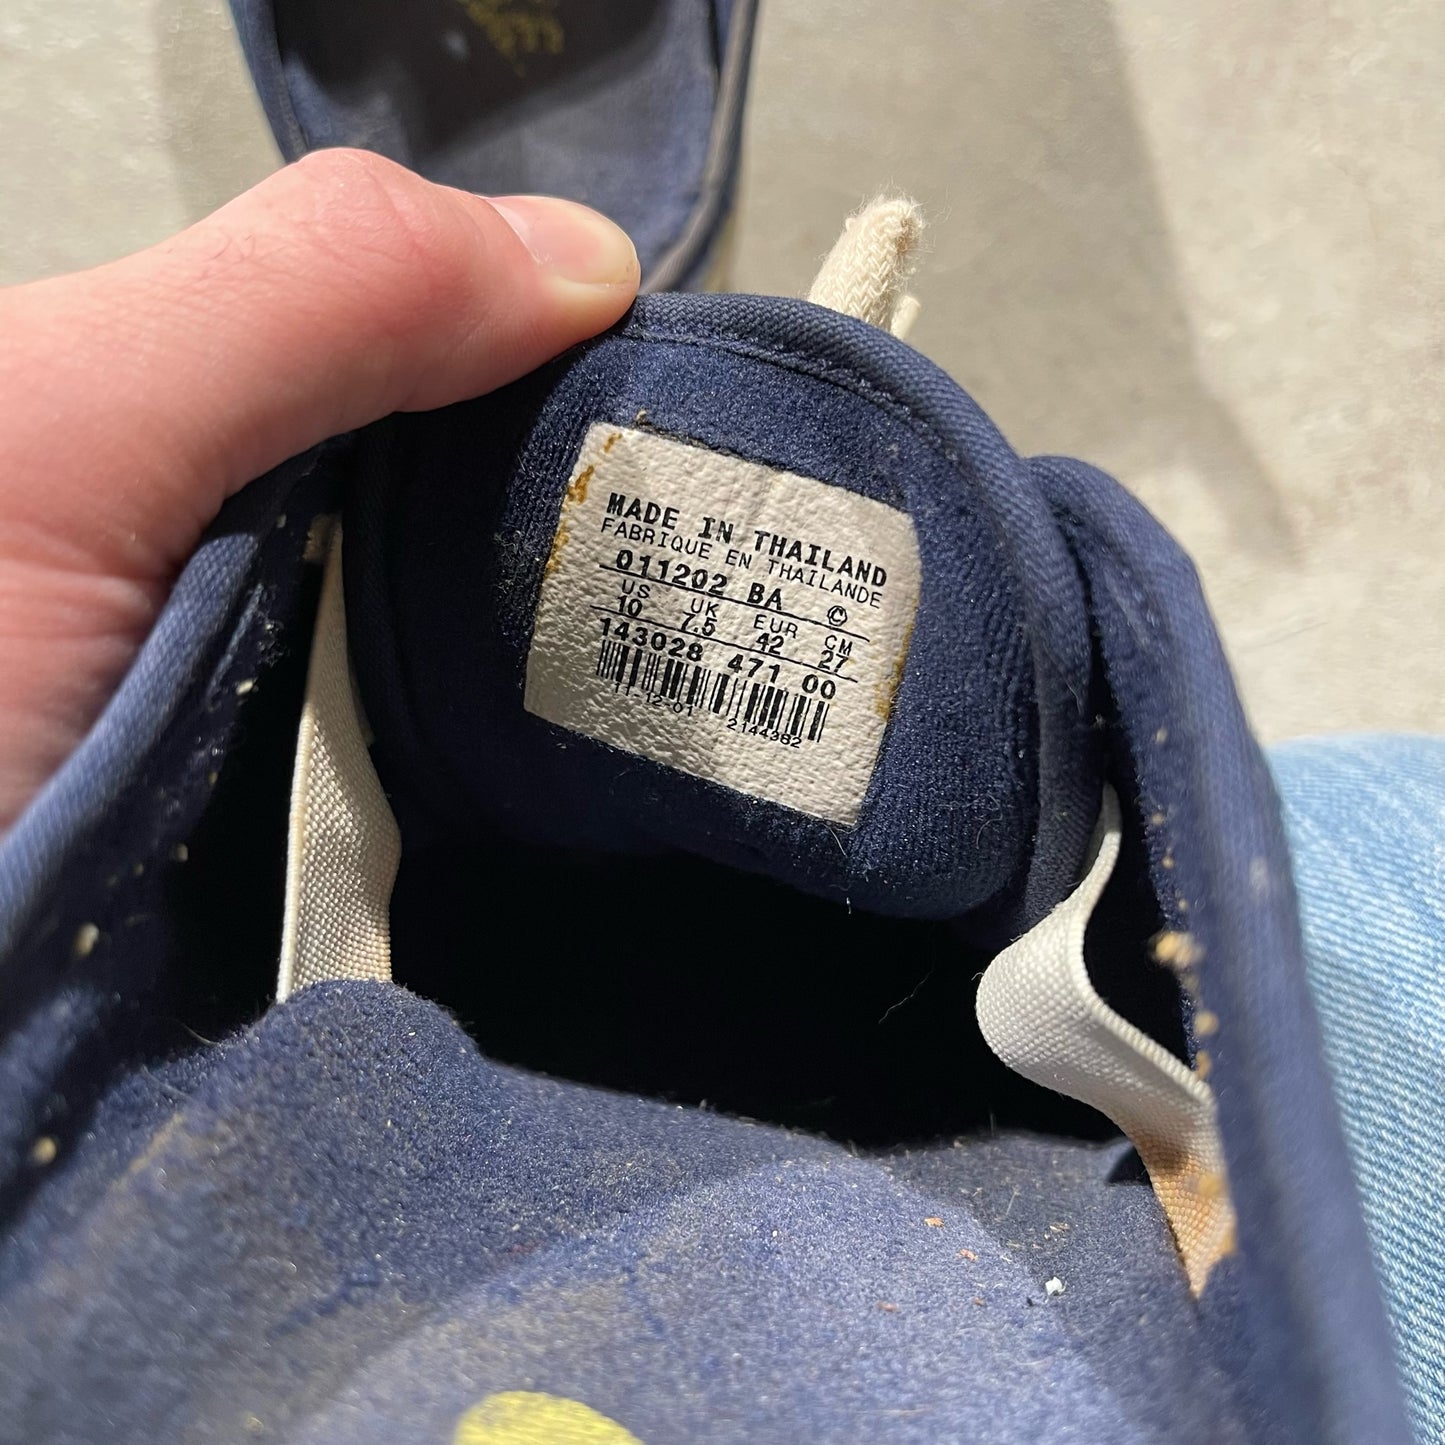 MADE IN THAILAND
FABRIQUE EN THAILANDE
011202 BA ©
US UK EUR CM
10 7.5 42 27
143028 471 00
11-12-01 2144382